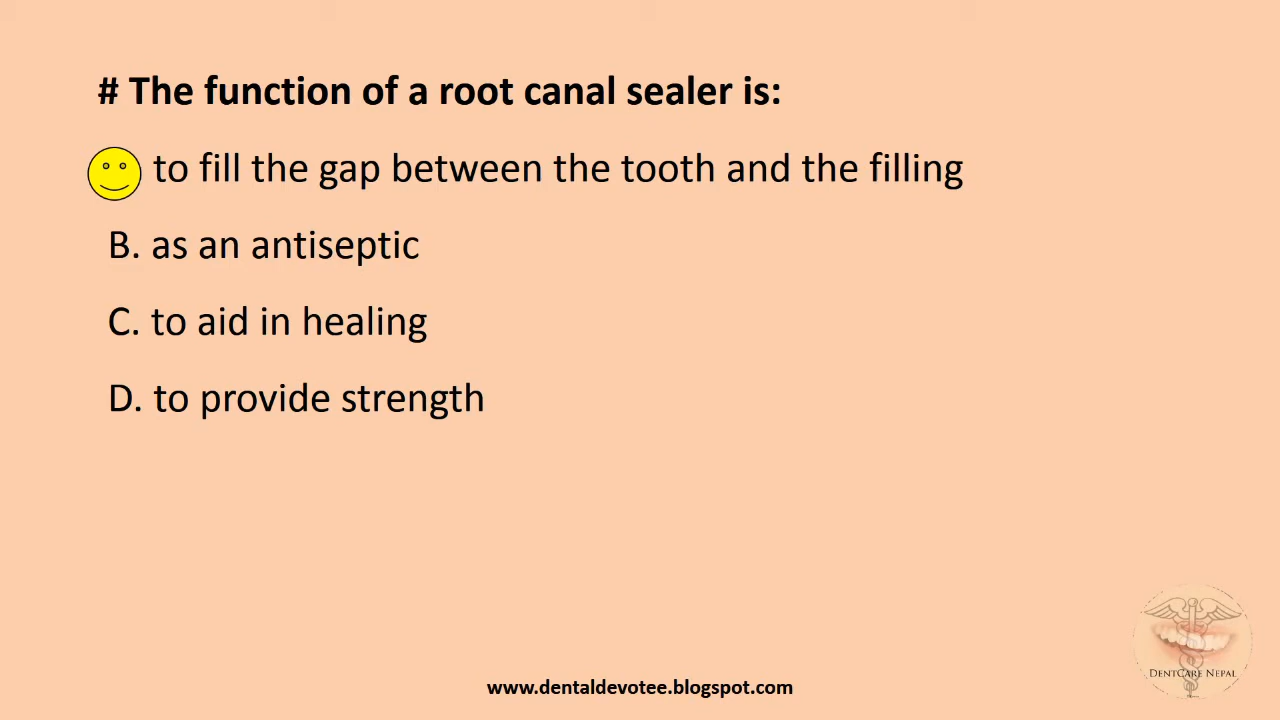 # The function of a root canal sealer is:
to fill the gap between the tooth and the filling
B. as an antiseptic
C. to aid in healing
D. to provide strength
DentCare Nepal
www.dentaldevotee.blogspot.com